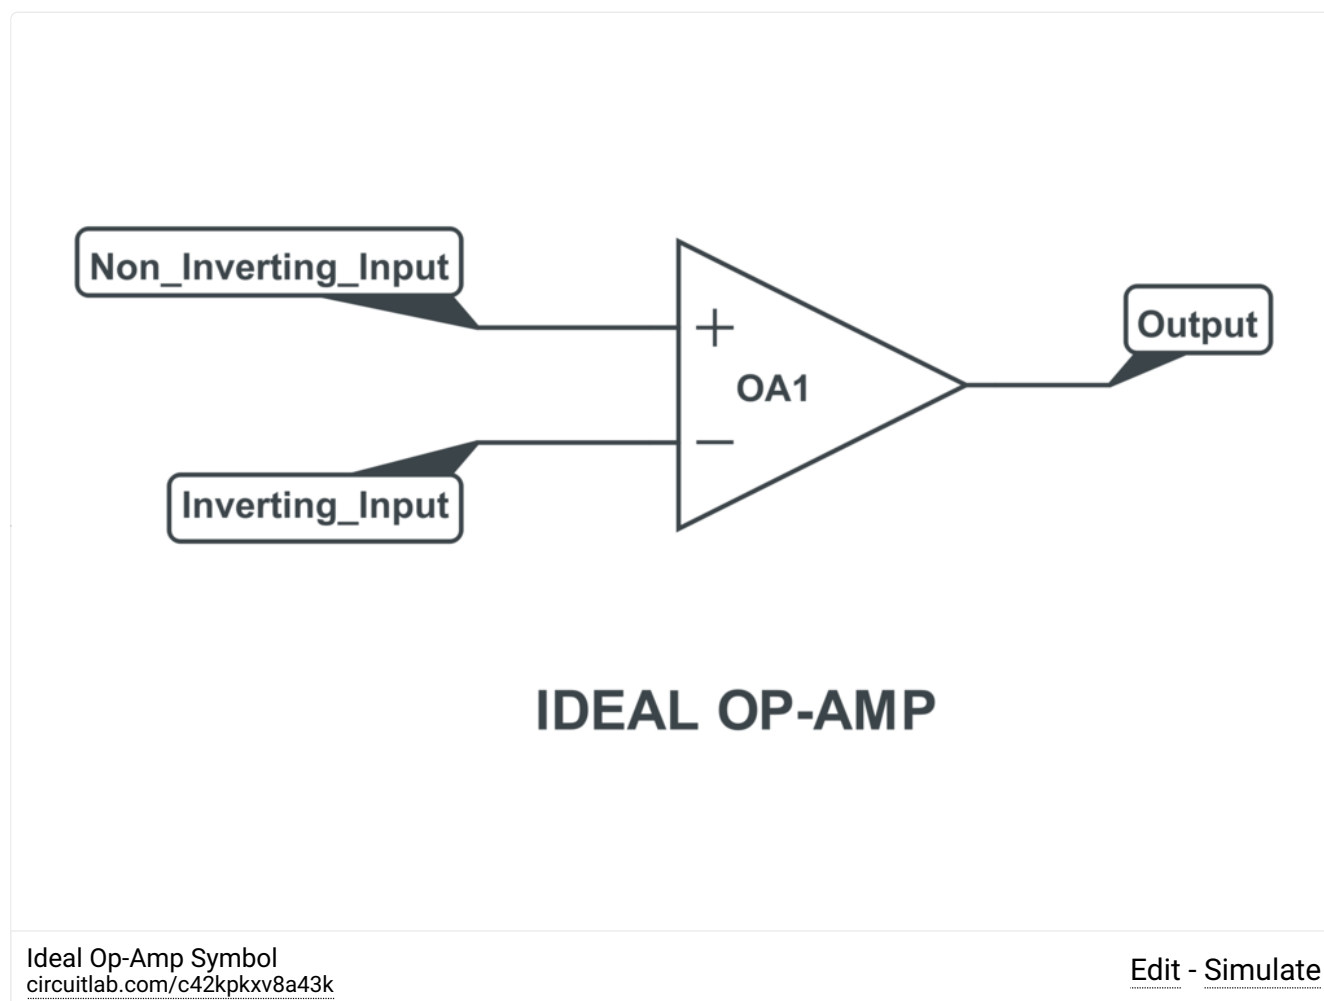 Non_Inverting_Input
+
OA1
Output
−
Inverting_Input
IDEAL OP-AMP
Ideal Op-Amp Symbol
circuitlab.com/c42kpkxv8a43k
Edit - Simulate